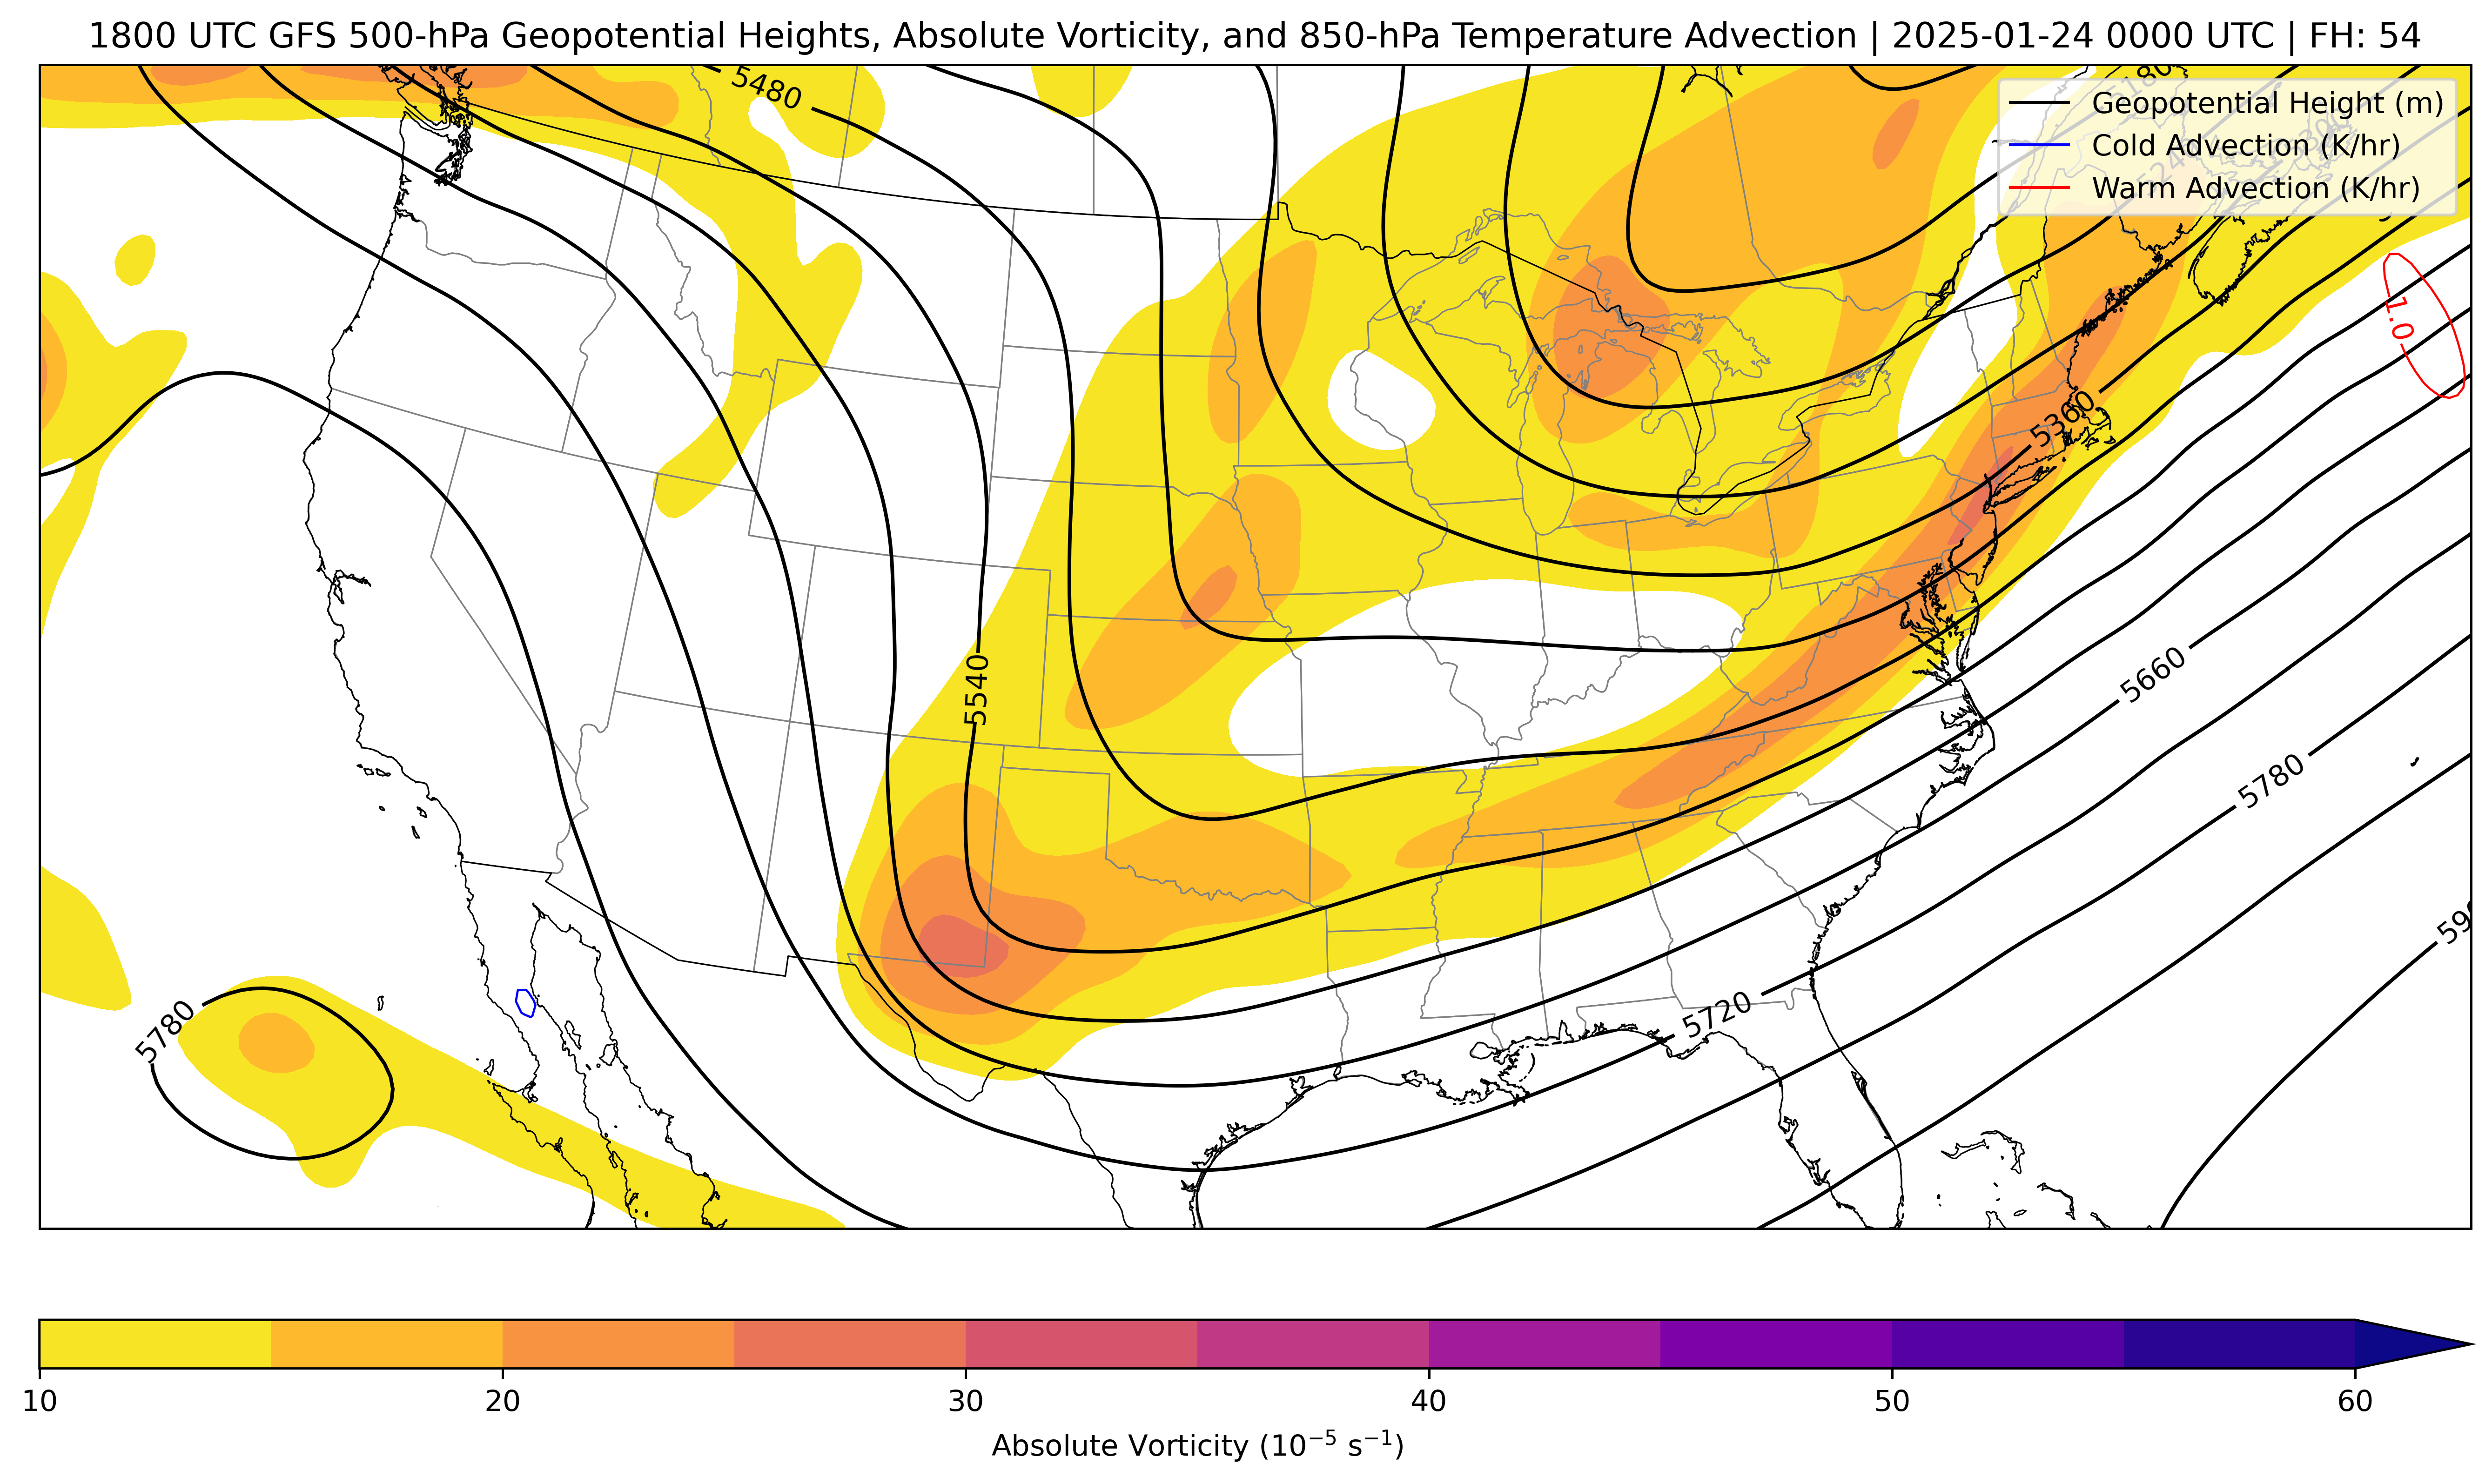 1800 UTC GFS 500-hPa Geopotential Heights, Absolute Vorticity, and 850-hPa Temperature Advection | 2025-01-24 0000 UTC | FH: 54
5480
5180
Geopotential Height (m)
Cold Advection (K/hr)
Warm Advection (K/hr)
1.0
5360
5540
5660
5780
5780
5720
10 20 30 40 50 60
Absolute Vorticity (10⁻⁵ s⁻¹)